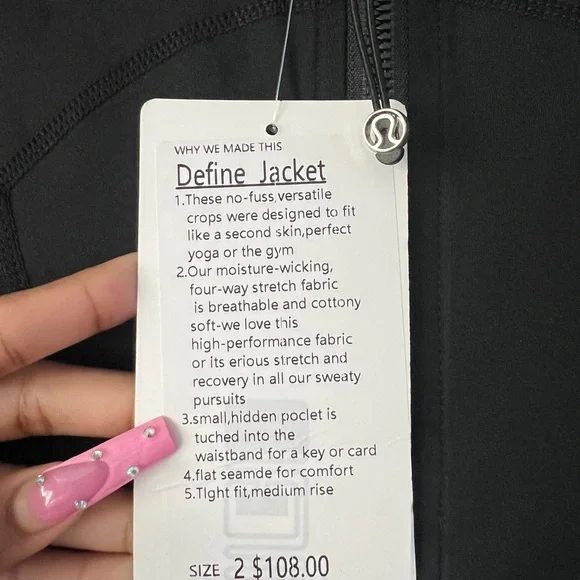 WHY WE MADE THIS
Define Jacket
1.These no-fuss,versatile
crops were designed to fit
like a second skin,perfect
yoga or the gym
2.Our moisture-wicking,
four-way stretch fabric
is breathable and cottony
soft-we love this
high-performance fabric
or its erious stretch and
recovery in all our sweaty
pursuits
3.small,hidden poclet is
tuched into the
waistband for a key or card
4.flat seamde for comfort
5.TIght fit,medium rise
SIZE 2 $108.00